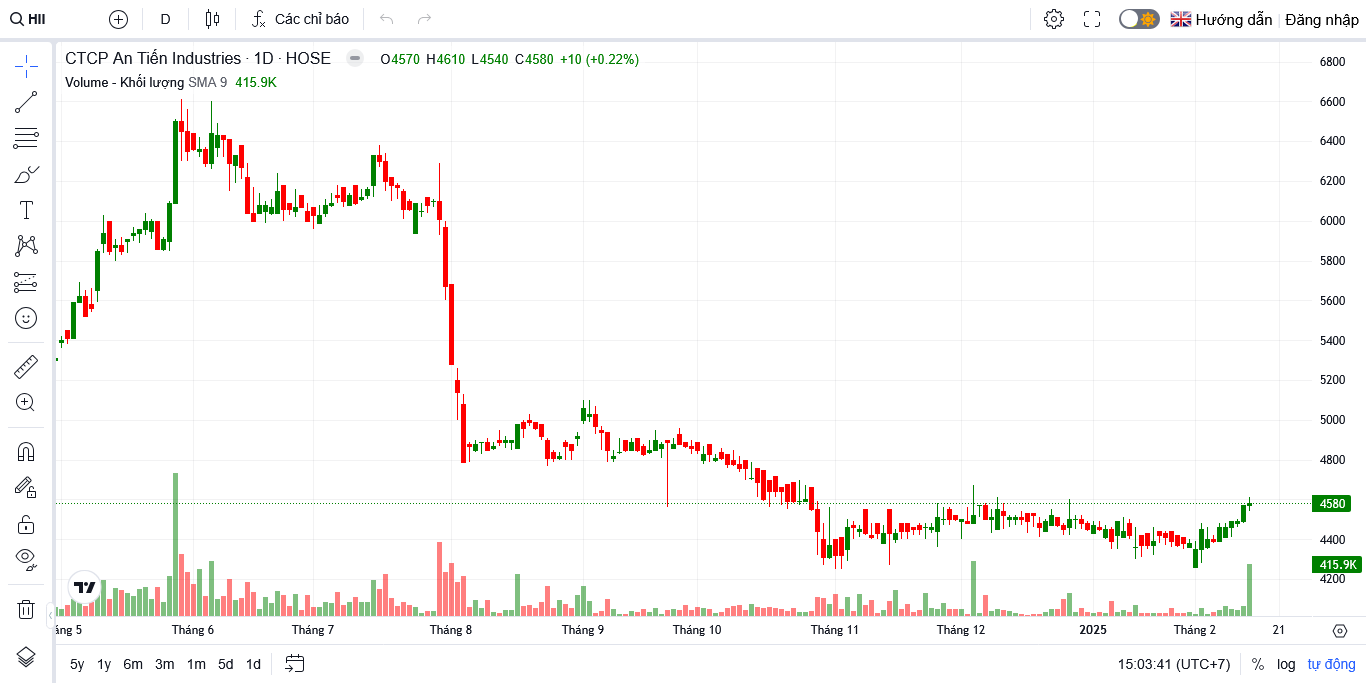 HII
D
Các chỉ báo
Hướng dẫn
Đăng nhập
CTCP An Tiến Industries · 1D · HOSE O4570 H4610 L4540 C4580 +10 (+0.22%)
Volume - Khối lượng SMA 9 415.9K
6800
6600
6400
6200
6000
5800
5600
5400
5200
5000
4800
4580
4400
415.9K
4200
áng 5 Tháng 6 Tháng 7 Tháng 8 Tháng 9 Tháng 10 Tháng 11 Tháng 12 2025 Tháng 2 21
5y 1y 6m 3m 1m 5d 1d
15:03:41 (UTC+7) % log tự động